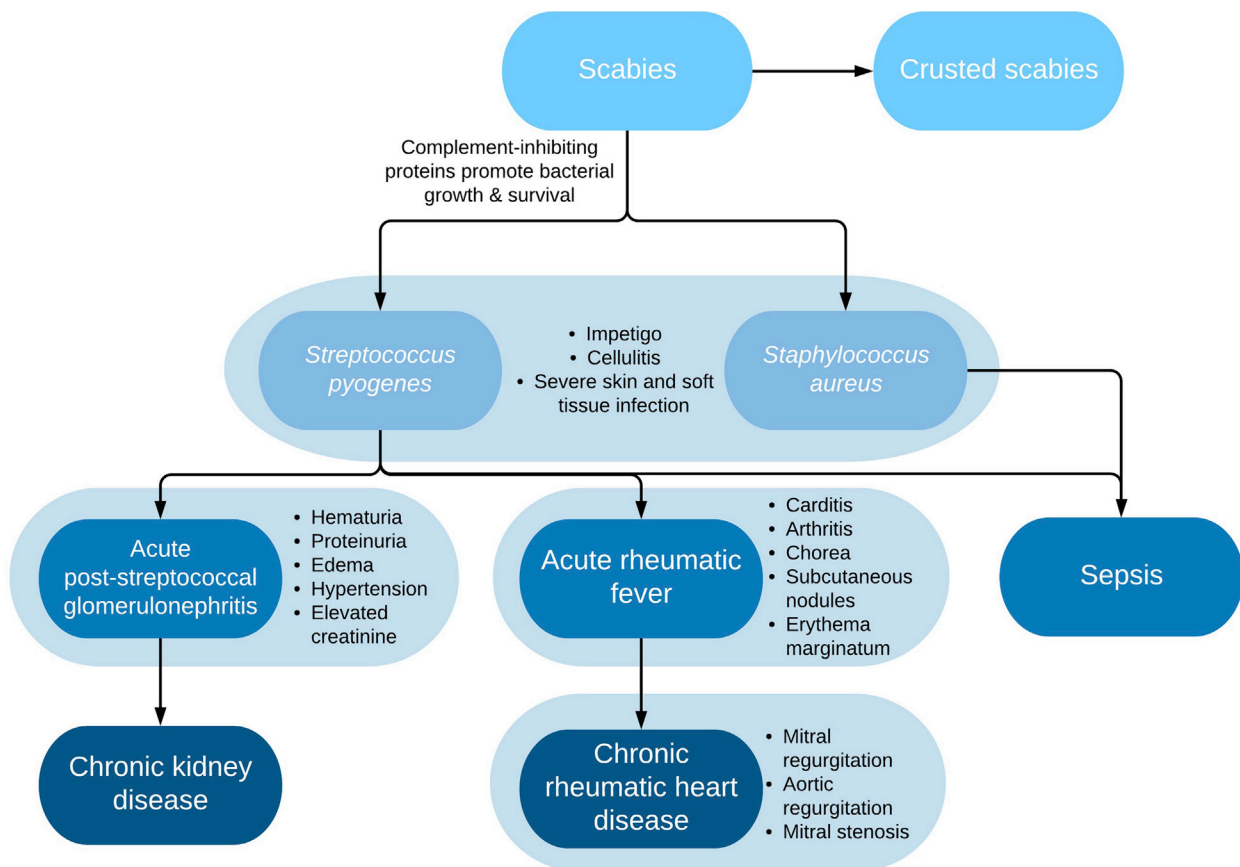 Scabies
Crusted scabies
Complement-inhibiting
proteins promote bacterial
growth & survival
Streptococcus
pyogenes
• Impetigo
• Cellulitis
• Severe skin and soft
tissue infection
Staphylococcus
aureus
Acute
post-streptococcal
glomerulonephritis
• Hematuria
• Proteinuria
• Edema
• Hypertension
• Elevated
creatinine
Acute rheumatic
fever
• Carditis
• Arthritis
• Chorea
• Subcutaneous
nodules
• Erythema
marginatum
Sepsis
Chronic kidney
disease
Chronic
rheumatic heart
disease
• Mitral
regurgitation
• Aortic
regurgitation
• Mitral stenosis